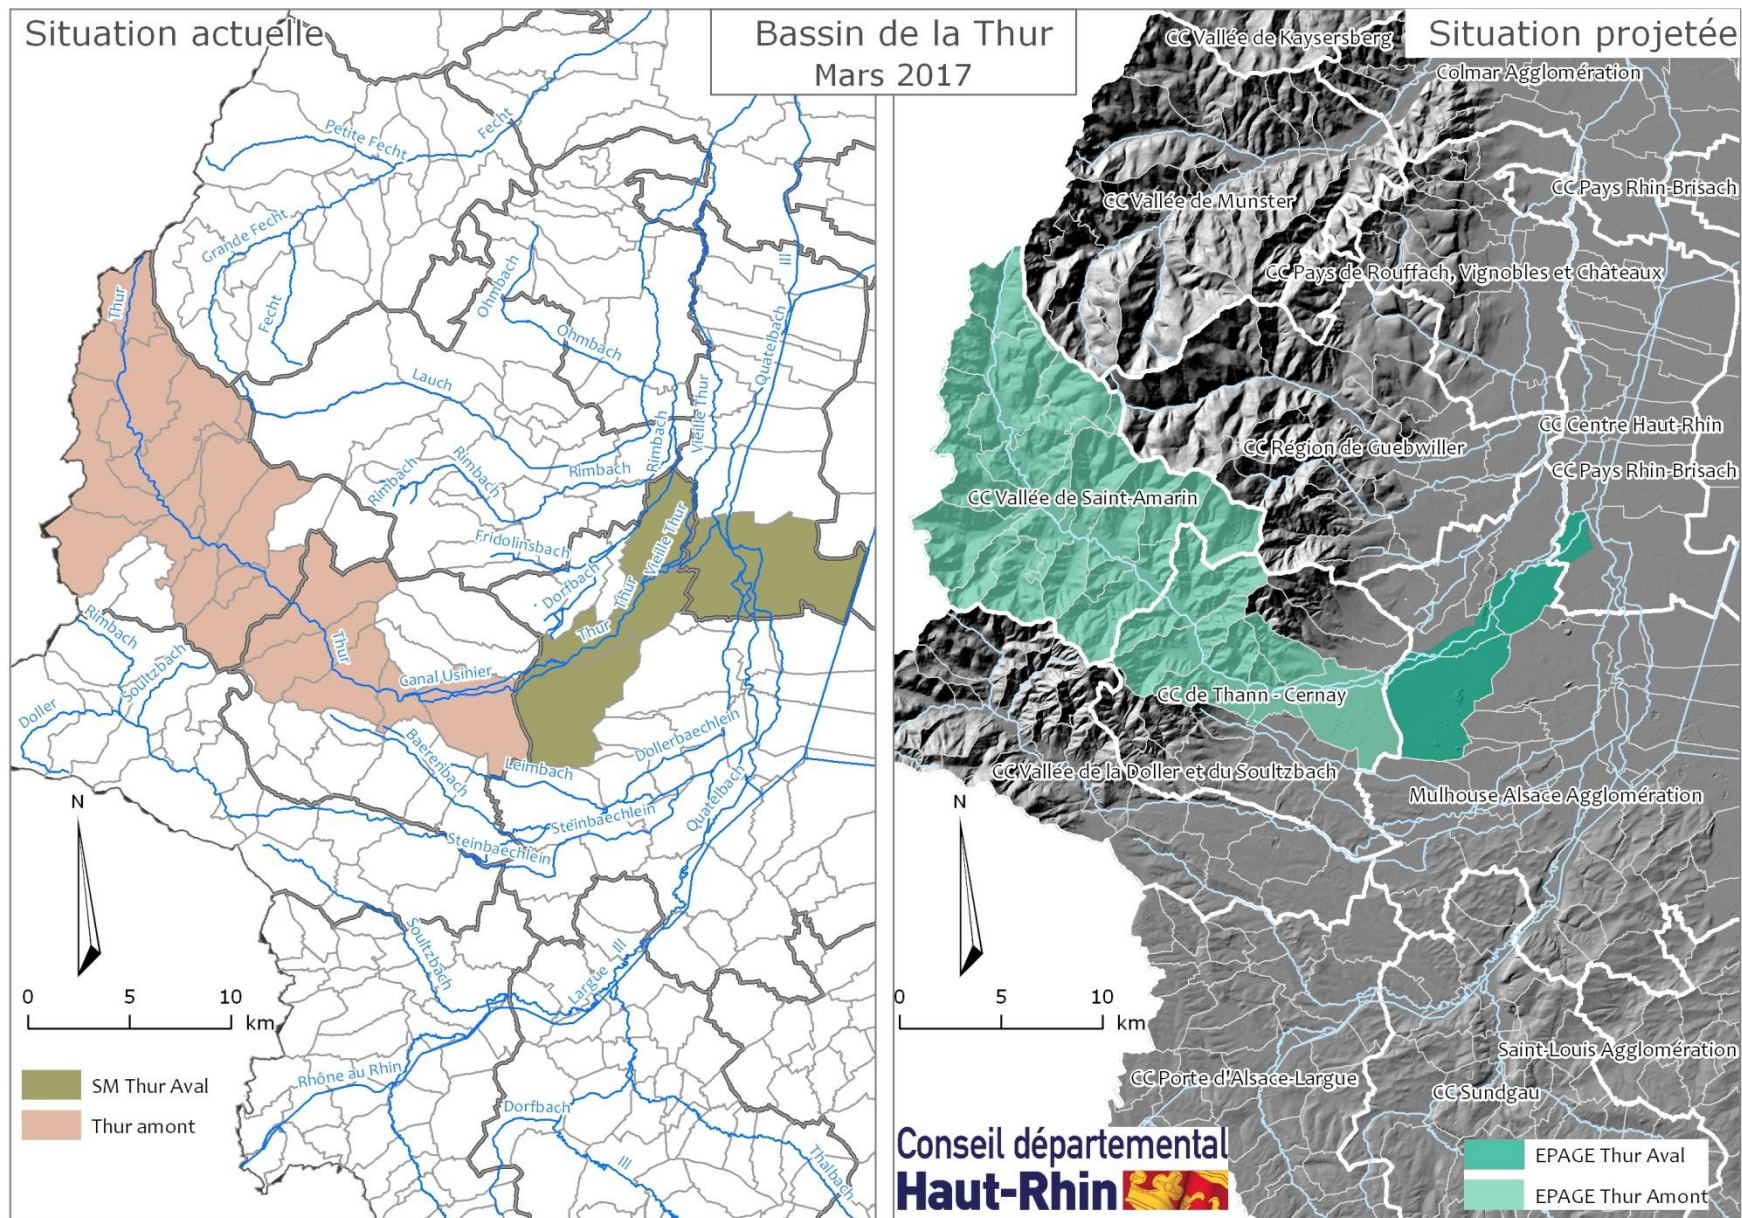 Situation actuelle
Bassin de la Thur
Mars 2017
Situation projetée
Petite Fecht
Fecht
Grande Fecht
Fecht
Thur
Ohmbach
Ohmbach
Lauch
Ill
Quatelbach
Vieille Thur
Rimbach
Rimbach
Rimbach
Rimbach
Fridolinsbach
Dorfbach
Vieille Thur
Thur
Thur
Thur
Canal Usinier
Rimbach
Soultzbach
Doller
Baerenbach
Leimbach
Dollerbaechlein
Steinbaechlein
Steinbaechlein
Quatelbach
Soultzbach
Largue
Ill
Rhône au Rhin
Dorfbach
Ill
Thalbach
N
0 5 10
km
SM Thur Aval
Thur amont
CC Vallée de Kaysersberg
Colmar Agglomération
CC Pays Rhin-Brisach
CC Vallée de Munster
CC Pays de Rouffach, Vignobles et Châteaux
CC Centre Haut-Rhin
CC Région de Guebwiller
CC Pays Rhin-Brisach
CC Vallée de Saint-Amarin
CC de Thann - Cernay
CC Vallée de la Doller et du Soultzbach
Mulhouse Alsace Agglomération
N
0 5 10
km
Saint-Louis Agglomération
CC Porte d'Alsace-Largue
CC Sundgau
Conseil départemental
Haut-Rhin
EPAGE Thur Aval
EPAGE Thur Amont